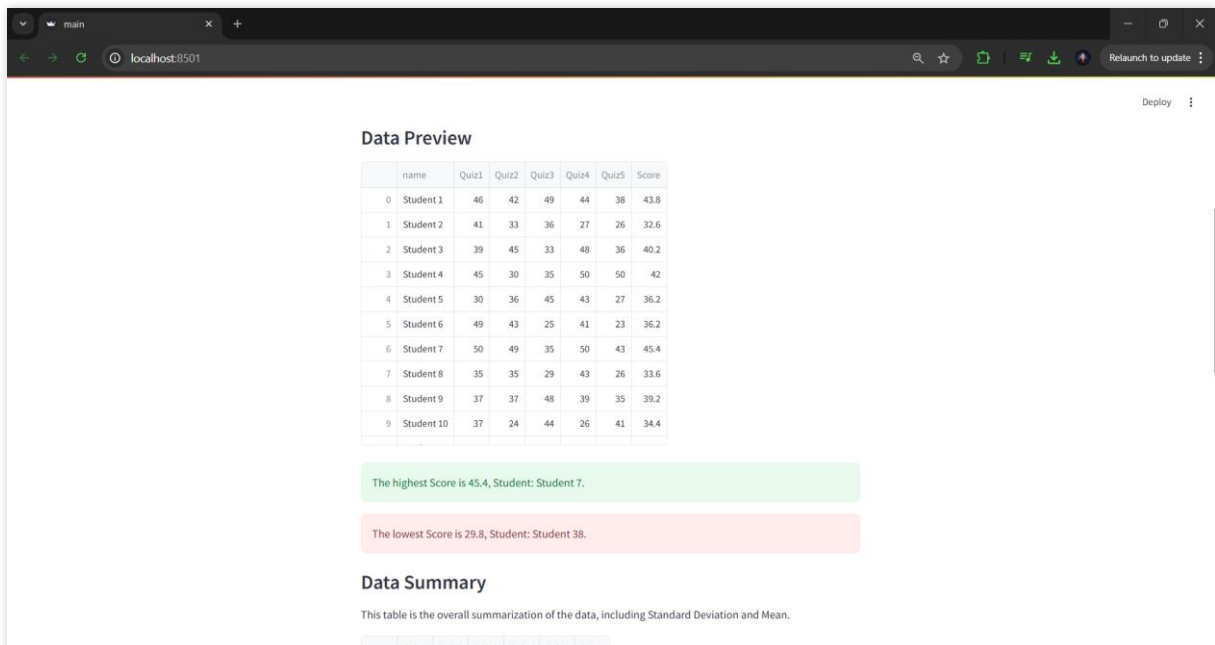 main
localhost:8501
Relaunch to update
Deploy
Data Preview
name Quiz1 Quiz2 Quiz3 Quiz4 Quiz5 Score
0 Student 1 46 42 49 44 38 43.8
1 Student 2 41 33 36 27 26 32.6
2 Student 3 39 45 33 48 36 40.2
3 Student 4 45 30 35 50 50 42
4 Student 5 30 36 45 43 27 36.2
5 Student 6 49 43 25 41 23 36.2
6 Student 7 50 49 35 50 43 45.4
7 Student 8 35 35 29 43 26 33.6
8 Student 9 37 37 48 39 35 39.2
9 Student 10 37 24 44 26 41 34.4
The highest Score is 45.4, Student: Student 7.
The lowest Score is 29.8, Student: Student 38.
Data Summary
This table is the overall summarization of the data, including Standard Deviation and Mean.